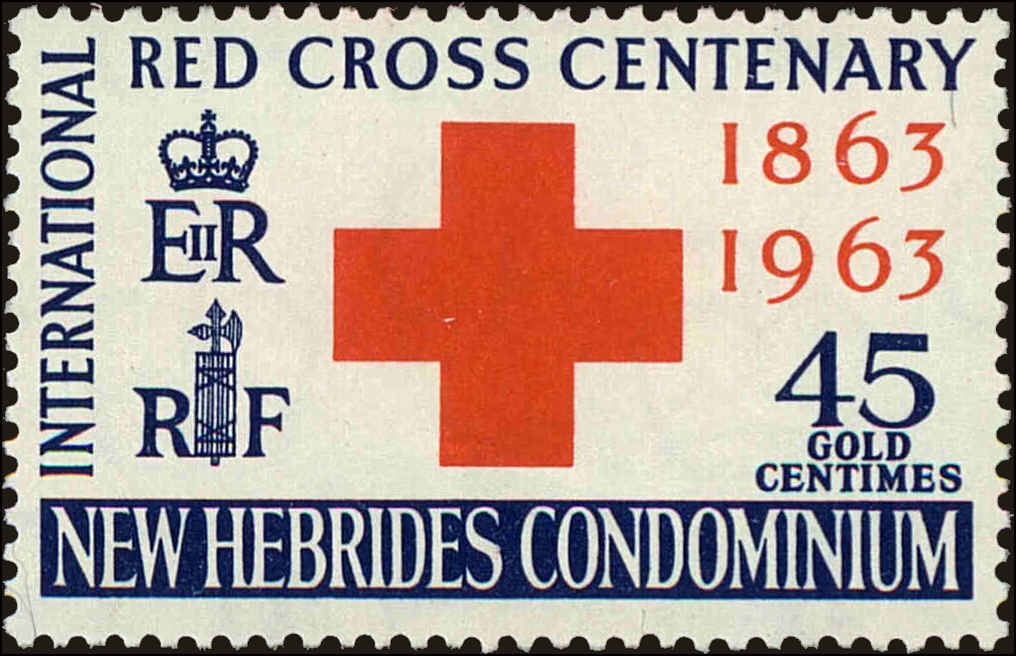 INTERNATIONAL
RED CROSS CENTENARY
1863
1963
EIIR
RF
45
GOLD
CENTIMES
NEW HEBRIDES CONDOMINIUM